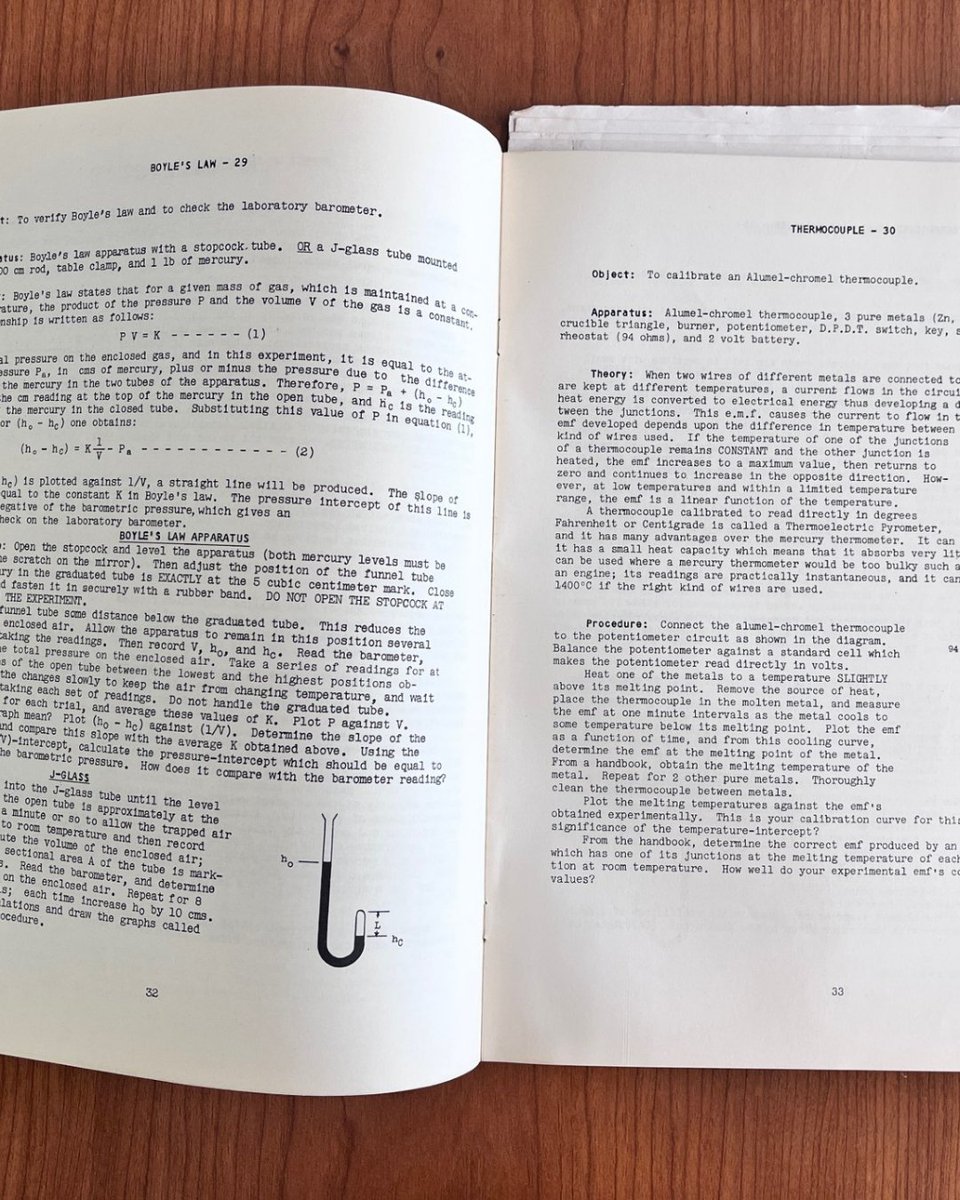 BOYLE'S LAW - 29
t: To verify Boyle's law and to check the laboratory barometer.
atus: Boyle's law apparatus with a stopcock tube. OR a J-glass tube mounted
00 cm rod, table clamp, and 1 lb of mercury.
: Boyle's law states that for a given mass of gas, which is maintained at a con-
rature, the product of the pressure P and the volume V of the gas is a constant.
nship is written as follows:
P V = K - - - - - - (1)
al pressure on the enclosed gas, and in this experiment, it is equal to the at-
essure Pa, in cms of mercury, plus or minus the pressure due to the difference
the mercury in the two tubes of the apparatus. Therefore, P = Pa + (ho - hc)
the cm reading at the top of the mercury in the open tube, and hc is the reading
the mercury in the closed tube. Substituting this value of P in equation (1),
or (ho - hc) one obtains:
(ho - hc) = K 1/V - Pa - - - - - - - - - - - - (2)
hc) is plotted against 1/V, a straight line will be produced. The slope of
qual to the constant K in Boyle's law. The pressure intercept of this line is
egative of the barometric pressure, which gives an
check on the laboratory barometer.
BOYLE'S LAW APPARATUS
: Open the stopcock and level the apparatus (both mercury levels must be
e scratch on the mirror). Then adjust the position of the funnel tube
ry in the graduated tube is EXACTLY at the 5 cubic centimeter mark. Close
d fasten it in securely with a rubber band. DO NOT OPEN THE STOPCOCK AT
THE EXPERIMENT.
funnel tube some distance below the graduated tube. This reduces the
enclosed air. Allow the apparatus to remain in this position several
taking the readings. Then record V, ho, and hc. Read the barometer,
he total pressure on the enclosed air. Take a series of readings for at
s of the open tube between the lowest and the highest positions ob-
the changes slowly to keep the air from changing temperature, and wait
taking each set of readings. Do not handle the graduated tube.
for each trial, and average these values of K. Plot P against V.
raph mean? Plot (ho - hc) against (1/V). Determine the slope of the
and compare this slope with the average K obtained above. Using the
V)-intercept, calculate the pressure-intercept which should be equal to
he barometric pressure. How does it compare with the barometer reading?
J-GLASS
into the J-glass tube until the level
the open tube is approximately at the
a minute or so to allow the trapped air
to room temperature and then record
ute the volume of the enclosed air;
sectional area A of the tube is mark-
s. Read the barometer, and determine
on the enclosed air. Repeat for 8
s; each time increase ho by 10 cms.
lations and draw the graphs called
ocedure.
ho
L
hc
32
THERMOCOUPLE - 30
Object: To calibrate an Alumel-chromel thermocouple.
Apparatus: Alumel-chromel thermocouple, 3 pure metals (Zn,
crucible triangle, burner, potentiometer, D.P.D.T. switch, key, s
rheostat (94 ohms), and 2 volt battery.
Theory: When two wires of different metals are connected to
are kept at different temperatures, a current flows in the circui
heat energy is converted to electrical energy thus developing a d
tween the junctions. This e.m.f. causes the current to flow in t
emf developed depends upon the difference in temperature between
kind of wires used. If the temperature of one of the junctions
of a thermocouple remains CONSTANT and the other junction is
heated, the emf increases to a maximum value, then returns to
zero and continues to increase in the opposite direction. How-
ever, at low temperatures and within a limited temperature
range, the emf is a linear function of the temperature.
A thermocouple calibrated to read directly in degrees
Fahrenheit or Centigrade is called a Thermoelectric Pyrometer,
and it has many advantages over the mercury thermometer. It can
it has a small heat capacity which means that it absorbs very lit
can be used where a mercury thermometer would be too bulky such a
an engine; its readings are practically instantaneous, and it can
1400°C if the right kind of wires are used.
Procedure: Connect the alumel-chromel thermocouple
to the potentiometer circuit as shown in the diagram.
Balance the potentiometer against a standard cell which
makes the potentiometer read directly in volts.
94
Heat one of the metals to a temperature SLIGHTLY
above its melting point. Remove the source of heat,
place the thermocouple in the molten metal, and measure
the emf at one minute intervals as the metal cools to
some temperature below its melting point. Plot the emf
as a function of time, and from this cooling curve,
determine the emf at the melting point of the metal.
From a handbook, obtain the melting temperature of the
metal. Repeat for 2 other pure metals. Thoroughly
clean the thermocouple between metals.
Plot the melting temperatures against the emf's
obtained experimentally. This is your calibration curve for this
significance of the temperature-intercept?
From the handbook, determine the correct emf produced by an
which has one of its junctions at the melting temperature of each
tion at room temperature. How well do your experimental emf's co
values?
33